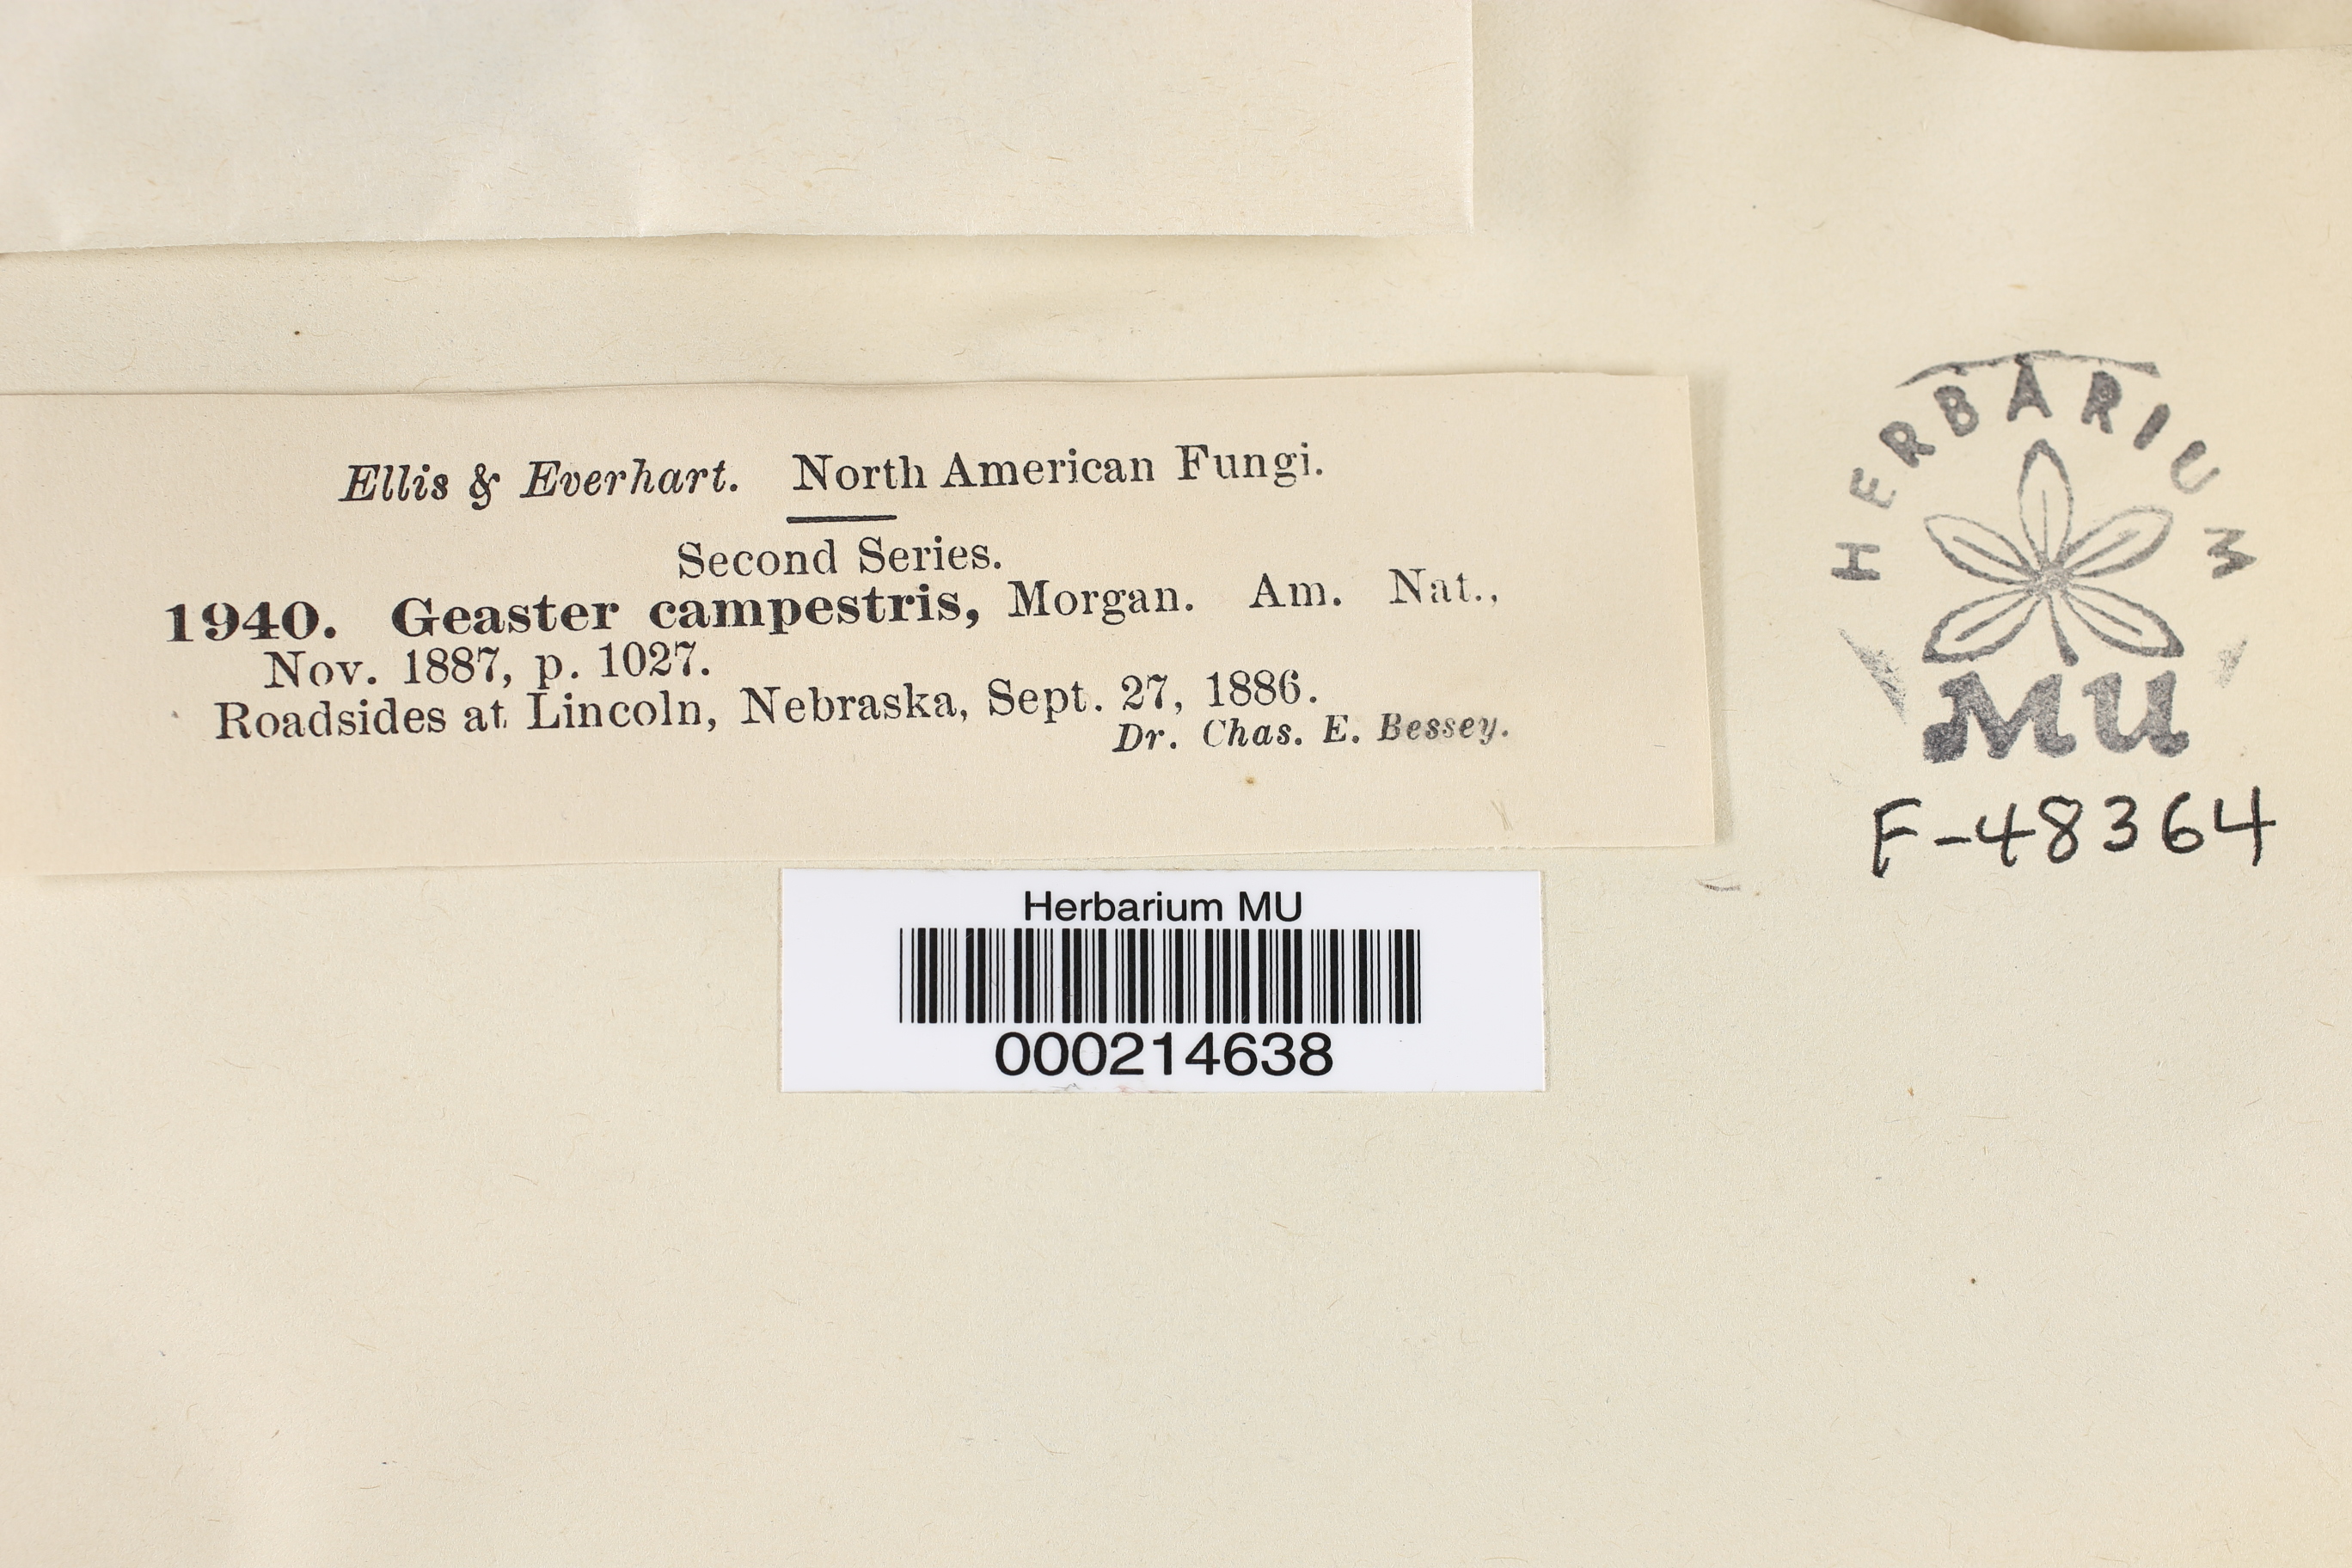 Ellis & Everhart. North American Fungi.
Second Series.
1940. Geaster campestris, Morgan. Am. Nat.,
Nov. 1887, p. 1027.
Roadsides at Lincoln, Nebraska, Sept. 27, 1886.
Dr. Chas. E. Bessey.
HERBARIUM
MU
F-48364
Herbarium MU
000214638